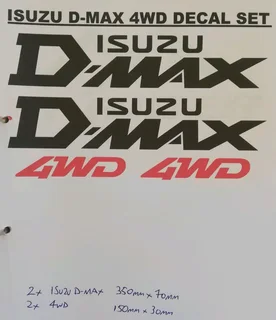 ISUZU D-MAX 4WD DECAL SET
ISUZU
D-MAX
ISUZU
D-MAX
4WD 4WD
2x ISUZU D-MAX 350mm x 70mm
2x 4WD 150mm x 30mm